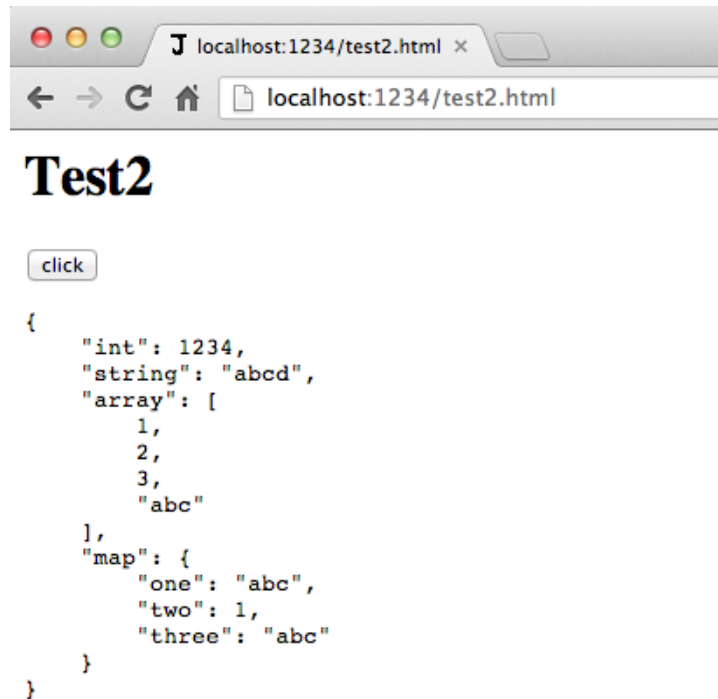 J localhost:1234/test2.html ×
localhost:1234/test2.html
Test2
click
{
    "int": 1234,
    "string": "abcd",
    "array": [
        1,
        2,
        3,
        "abc"
    ],
    "map": {
        "one": "abc",
        "two": 1,
        "three": "abc"
    }
}